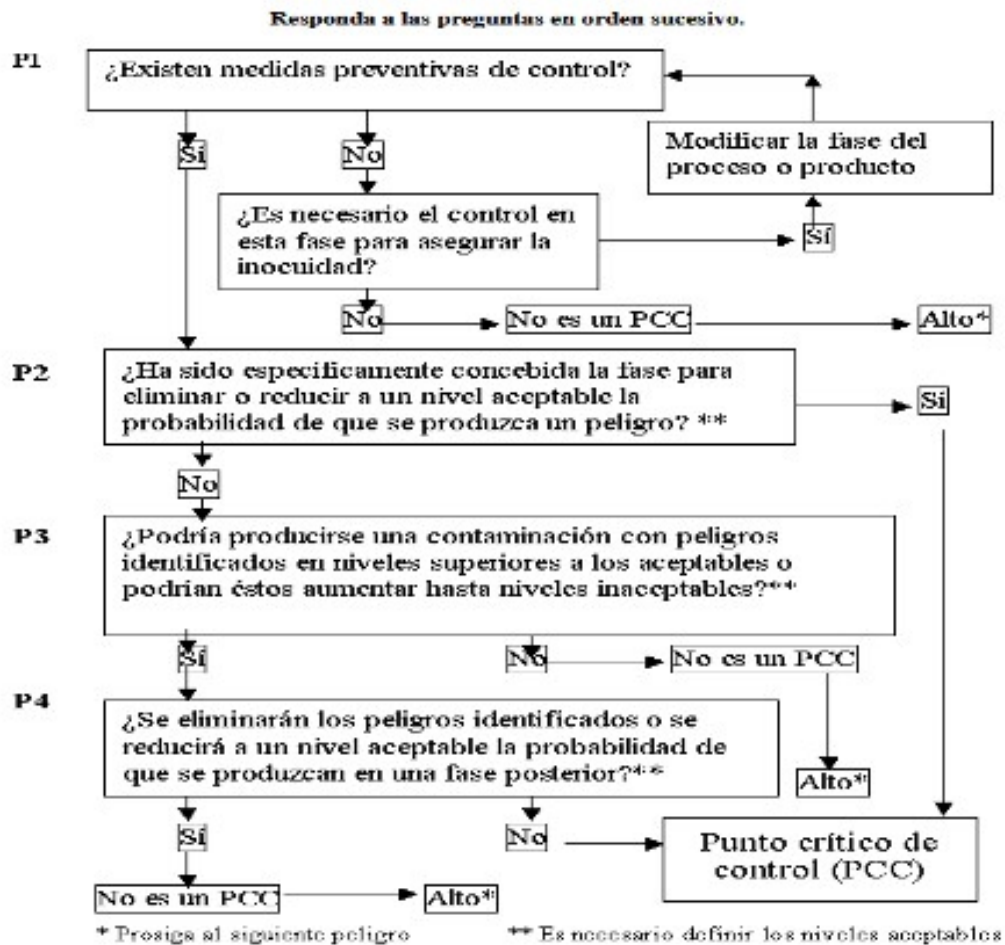 Responda a las preguntas en orden sucesivo.
P1
¿Existen medidas preventivas de control?
Sí
No
Modificar la fase del
proceso o producto
¿Es necesario el control en
esta fase para asegurar la
inocuidad?
Sí
No
No es un PCC
Alto*
P2
¿Ha sido específicamente concebida la fase para
eliminar o reducir a un nivel aceptable la
probabilidad de que se produzca un peligro? **
Sí
No
P3
¿Podría producirse una contaminación con peligros
identificados en niveles superiores a los aceptables o
podrían éstos aumentar hasta niveles inaceptables?**
Sí
No
No es un PCC
Alto*
P4
¿Se eliminarán los peligros identificados o se
reducirá a un nivel aceptable la probabilidad de
que se produzcan en una fase posterior?**
Sí
No
Punto crítico de
control (PCC)
No es un PCC
Alto*
* Prosiga al siguiente peligro
** Es necesario definir los niveles aceptables